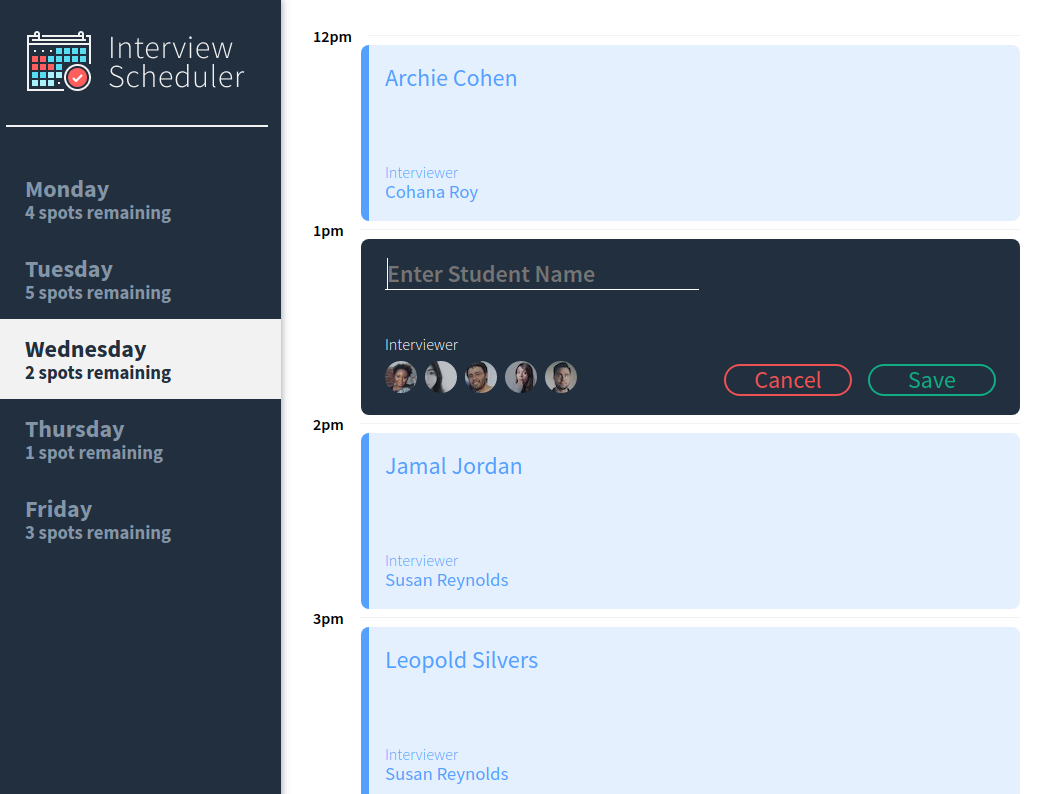 Interview
Scheduler
Monday
4 spots remaining
Tuesday
5 spots remaining
Wednesday
2 spots remaining
Thursday
1 spot remaining
Friday
3 spots remaining
12pm
Archie Cohen
Interviewer
Cohana Roy
1pm
Enter Student Name
Interviewer
Cancel
Save
2pm
Jamal Jordan
Interviewer
Susan Reynolds
3pm
Leopold Silvers
Interviewer
Susan Reynolds